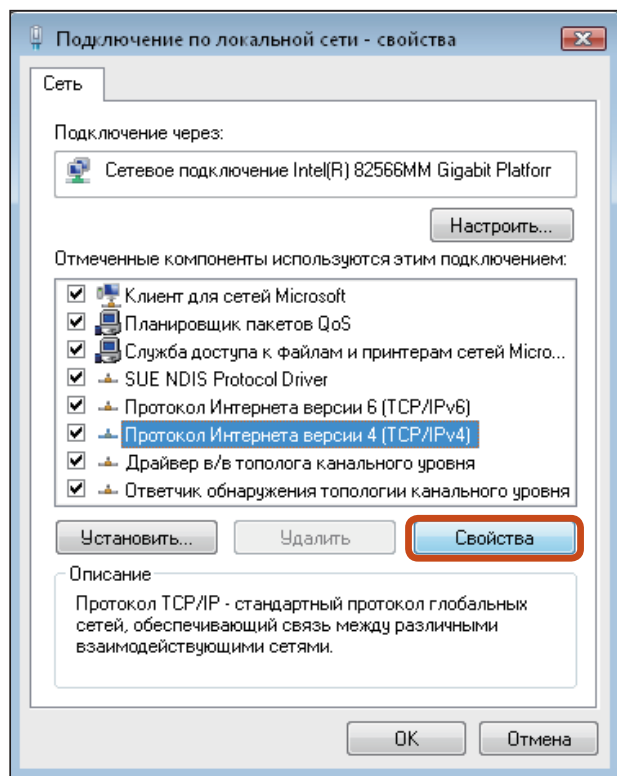 Подключение по локальной сети - свойства
Сеть
Подключение через:
Сетевое подключение Intel(R) 82566MM Gigabit Platforr
Настроить...
Отмеченные компоненты используются этим подключением:
Клиент для сетей Microsoft
Планировщик пакетов QoS
Служба доступа к файлам и принтерам сетей Micro...
SUE NDIS Protocol Driver
Протокол Интернета версии 6 (TCP/IPv6)
Протокол Интернета версии 4 (TCP/IPv4)
Драйвер в/в тополога канального уровня
Ответчик обнаружения топологии канального уровня
Установить...
Удалить
Свойства
Описание
Протокол TCP/IP - стандартный протокол глобальных
сетей, обеспечивающий связь между различными
взаимодействующими сетями.
OK
Отмена